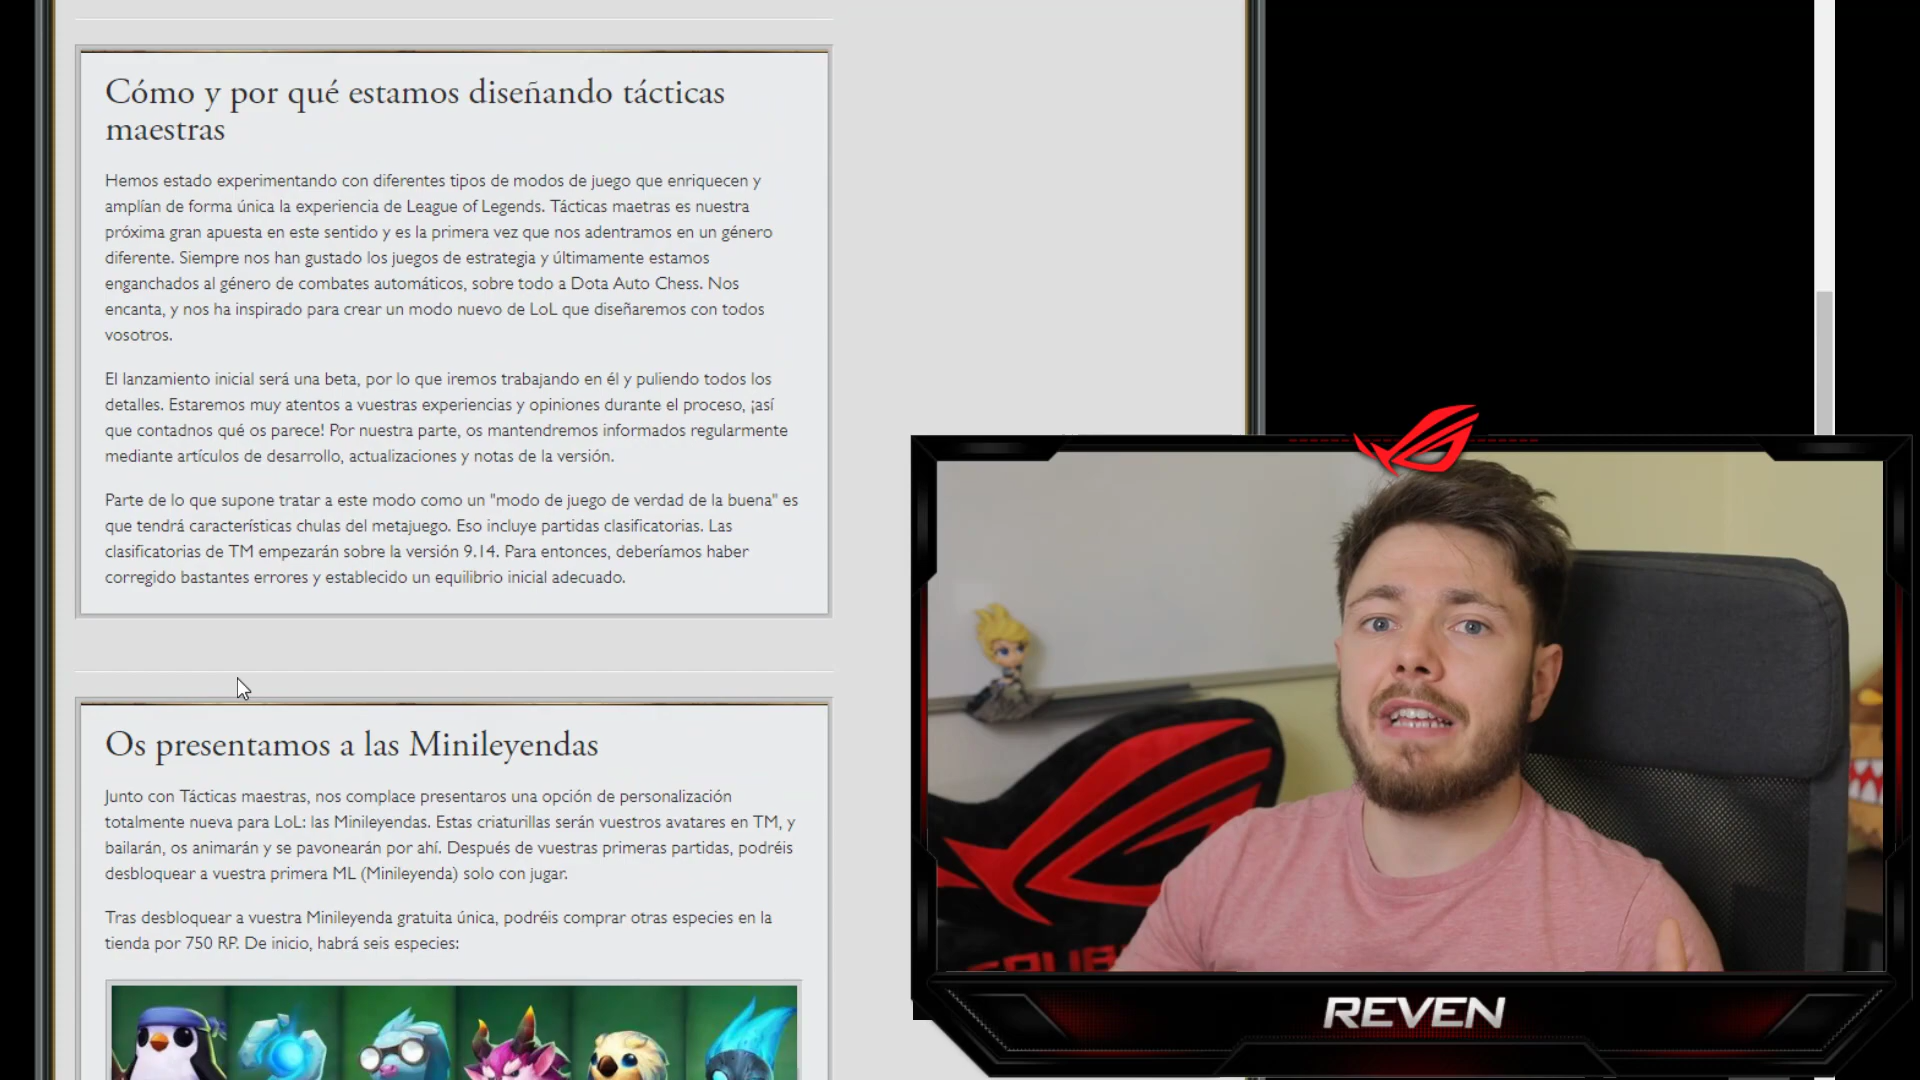 Cómo y por qué estamos diseñando tácticas
maestras
Hemos estado experimentando con diferentes tipos de modos de juego que enriquecen y
amplían de forma única la experiencia de League of Legends. Tácticas maetras es nuestra
próxima gran apuesta en este sentido y es la primera vez que nos adentramos en un género
diferente. Siempre nos han gustado los juegos de estrategia y últimamente estamos
enganchados al género de combates automáticos, sobre todo a Dota Auto Chess. Nos
encanta, y nos ha inspirado para crear un modo nuevo de LoL que diseñaremos con todos
vosotros.
El lanzamiento inicial será una beta, por lo que iremos trabajando en él y puliendo todos los
detalles. Estaremos muy atentos a vuestras experiencias y opiniones durante el proceso, ¡así
que contadnos qué os parece! Por nuestra parte, os mantendremos informados regularmente
mediante artículos de desarrollo, actualizaciones y notas de la versión.
Parte de lo que supone tratar a este modo como un "modo de juego de verdad de la buena" es
que tendrá características chulas del metajuego. Eso incluye partidas clasificatorias. Las
clasificatorias de TM empezarán sobre la versión 9.14. Para entonces, deberíamos haber
corregido bastantes errores y establecido un equilibrio inicial adecuado.
Os presentamos a las Minileyendas
Junto con Tácticas maestras, nos complace presentaros una opción de personalización
totalmente nueva para LoL: las Minileyendas. Estas criaturillas serán vuestros avatares en TM, y
bailarán, os animarán y se pavonearán por ahí. Después de vuestras primeras partidas, podréis
desbloquear a vuestra primera ML (Minileyenda) solo con jugar.
Tras desbloquear a vuestra Minileyenda gratuita única, podréis comprar otras especies en la
tienda por 750 RP. De inicio, habrá seis especies:
REVEN